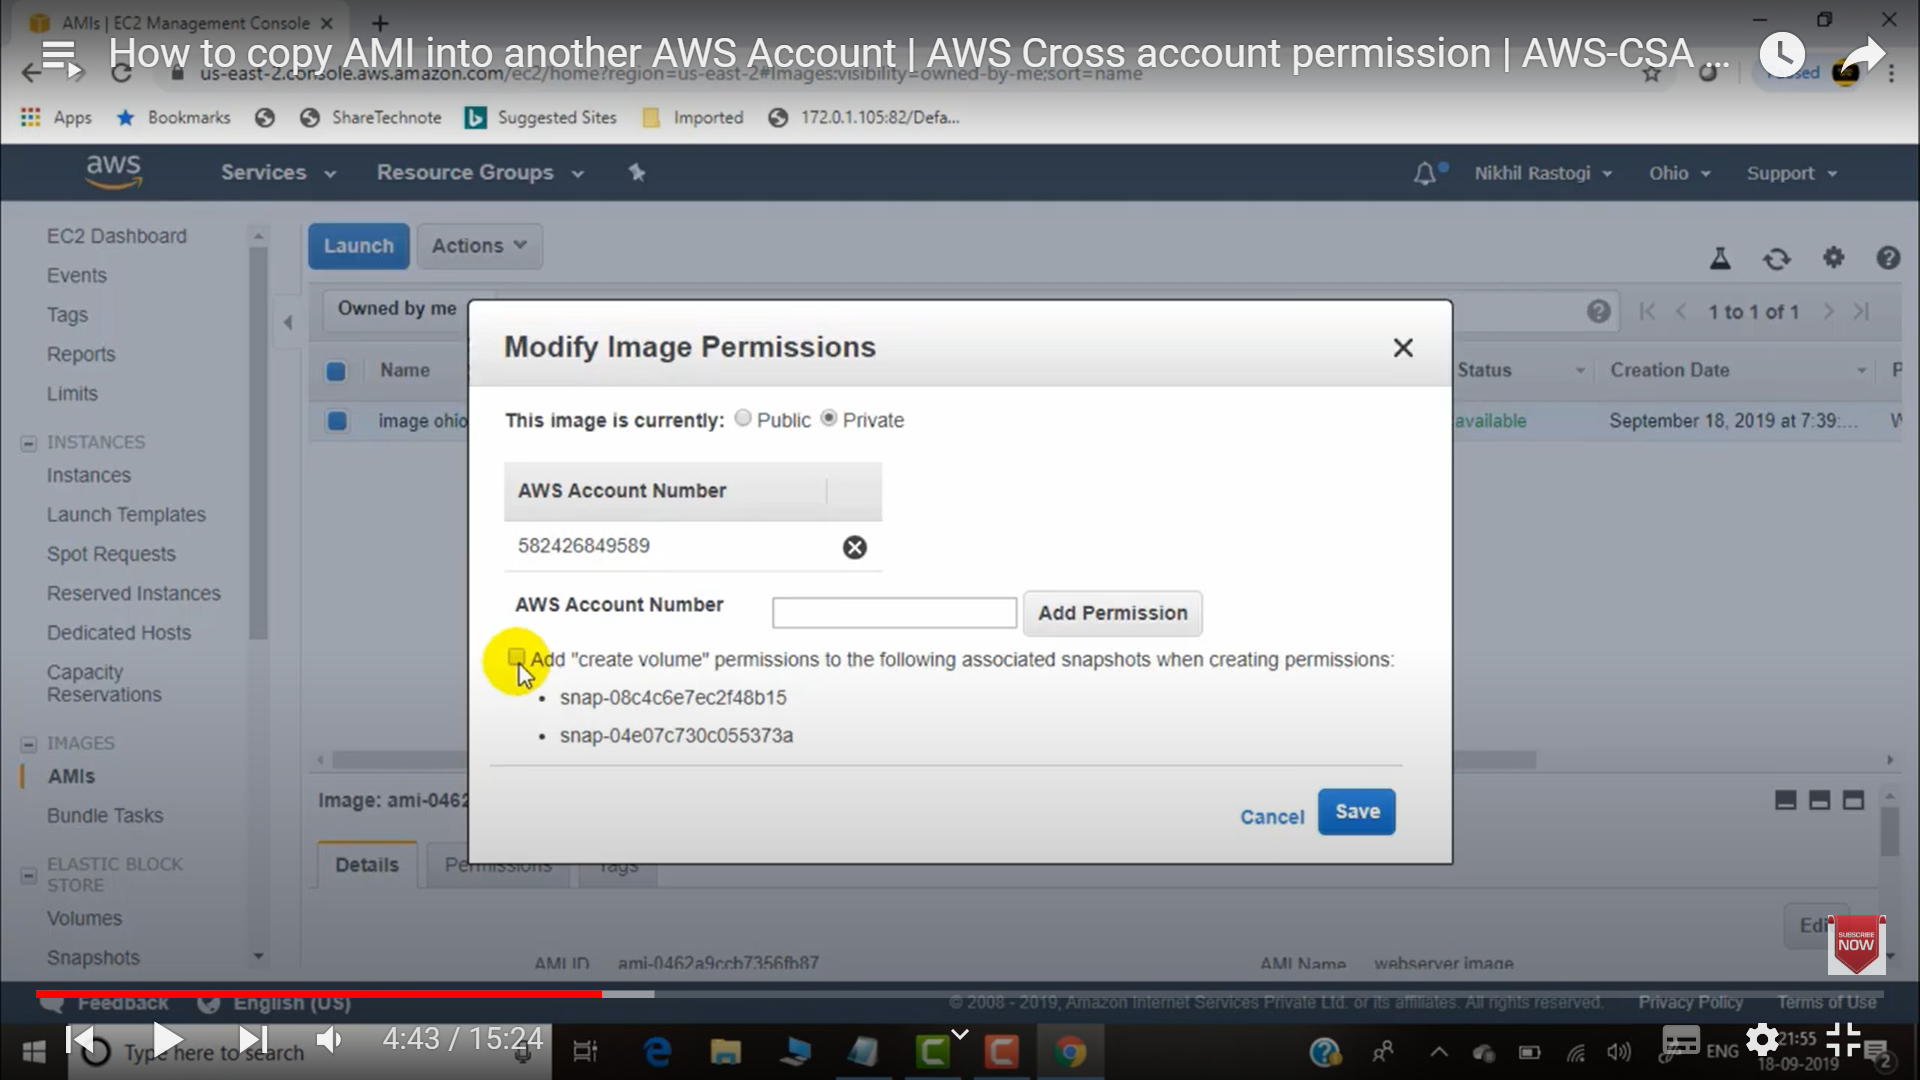 AMIs | EC2 Management Console
How to copy AMI into another AWS Account | AWS Cross account permission | AWS-CSA ...
us-east-2.console.aws.amazon.com/ec2/home?region=us-east-2#Images:visibility=owned-by-me;sort=name
Paused
Apps Bookmarks ShareTechnote Suggested Sites Imported 172.0.1.105:82/Defa...
aws Services Resource Groups Nikhil Rastogi Ohio Support
EC2 Dashboard
Events
Tags
Reports
Limits
INSTANCES
Instances
Launch Templates
Spot Requests
Reserved Instances
Dedicated Hosts
Capacity
Reservations
IMAGES
AMIs
Bundle Tasks
ELASTIC BLOCK
STORE
Volumes
Snapshots
Launch Actions
Owned by me 1 to 1 of 1
Name Status Creation Date
image ohio available September 18, 2019 at 7:39:...
Modify Image Permissions
This image is currently: Public Private
AWS Account Number
582426849589
AWS Account Number Add Permission
Add "create volume" permissions to the following associated snapshots when creating permissions:
• snap-08c4c6e7ec2f48b15
• snap-04e07c730c055373a
Cancel Save
Image: ami-0462
Details Permissions Tags
Edit
SUBSCRIBE
NOW
AMI ID ami-0462a9ccb7356fb87 AMI Name webserver image
Feedback English (US) © 2008 - 2019, Amazon Internet Services Private Ltd. or its affiliates. All rights reserved. Privacy Policy Terms of Use
4:43 / 15:24
Type here to search
ENG
21:55
18-09-2019
2